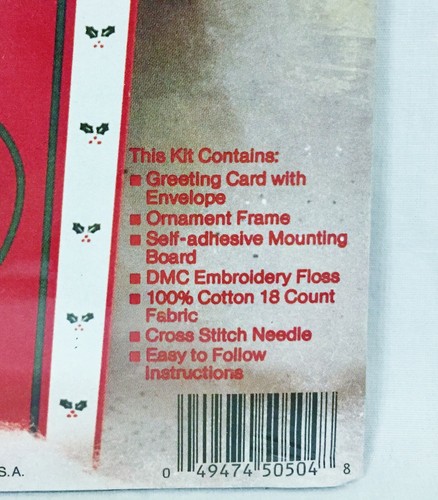 This Kit Contains:
■ Greeting Card with
Envelope
■ Ornament Frame
■ Self-adhesive Mounting
Board
■ DMC Embroidery Floss
■ 100% Cotton 18 Count
Fabric
■ Cross Stitch Needle
■ Easy to Follow
Instructions
S.A.
0 49474 50504 8